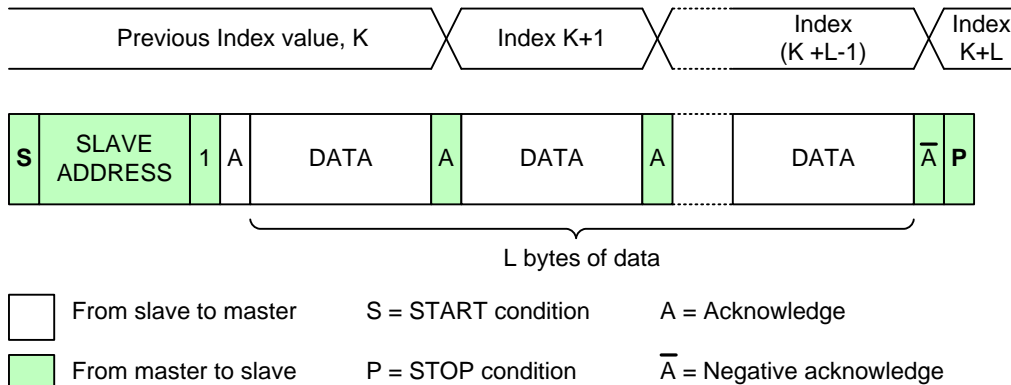 Previous Index value, K
Index K+1
Index
(K +L-1)
Index
K+L
S
SLAVE
ADDRESS
1
A
DATA
A
DATA
A
DATA
A̅
P
L bytes of data
From slave to master
S = START condition
A = Acknowledge
From master to slave
P = STOP condition
A̅ = Negative acknowledge